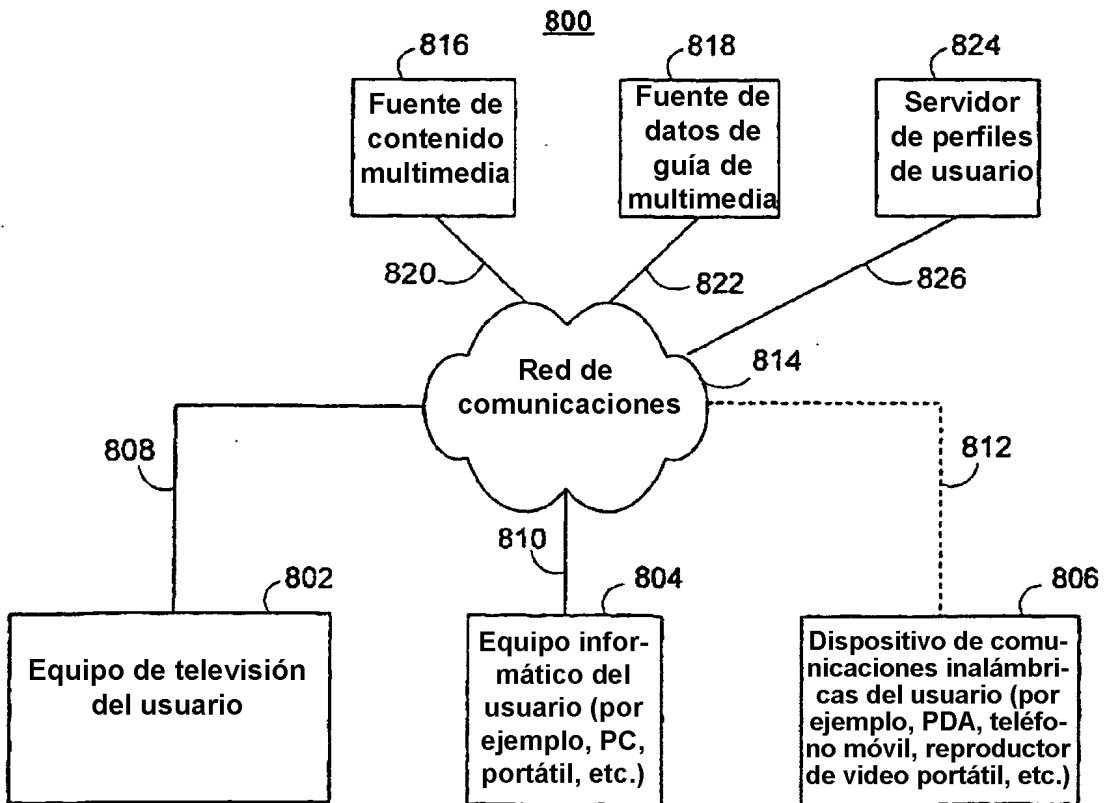 800
816
818
824
Fuente de
contenido
multimedia
Fuente de
datos de
guía de
multimedia
Servidor
de perfiles
de usuario
820
822
826
Red de
comunicaciones
814
808
810
812
802
804
806
Equipo de televisión
del usuario
Equipo infor-
mático del
usuario (por
ejemplo, PC,
portátil, etc.)
Dispositivo de comu-
nicaciones inalámbri-
cas del usuario (por
ejemplo, PDA, teléfo-
no móvil, reproductor
de video portátil, etc.)